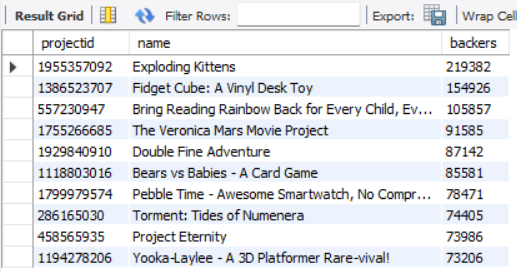 Result Grid Filter Rows: Export: Wrap Cel
projectid name backers
1955357092 Exploding Kittens 219382
1386523707 Fidget Cube: A Vinyl Desk Toy 154926
557230947 Bring Reading Rainbow Back for Every Child, Ev... 105857
1755266685 The Veronica Mars Movie Project 91585
1929840910 Double Fine Adventure 87142
1118803016 Bears vs Babies - A Card Game 85581
1799979574 Pebble Time - Awesome Smartwatch, No Compr... 78471
286165030 Torment: Tides of Numenera 74405
458565935 Project Eternity 73986
1194278206 Yooka-Laylee - A 3D Platformer Rare-vival! 73206